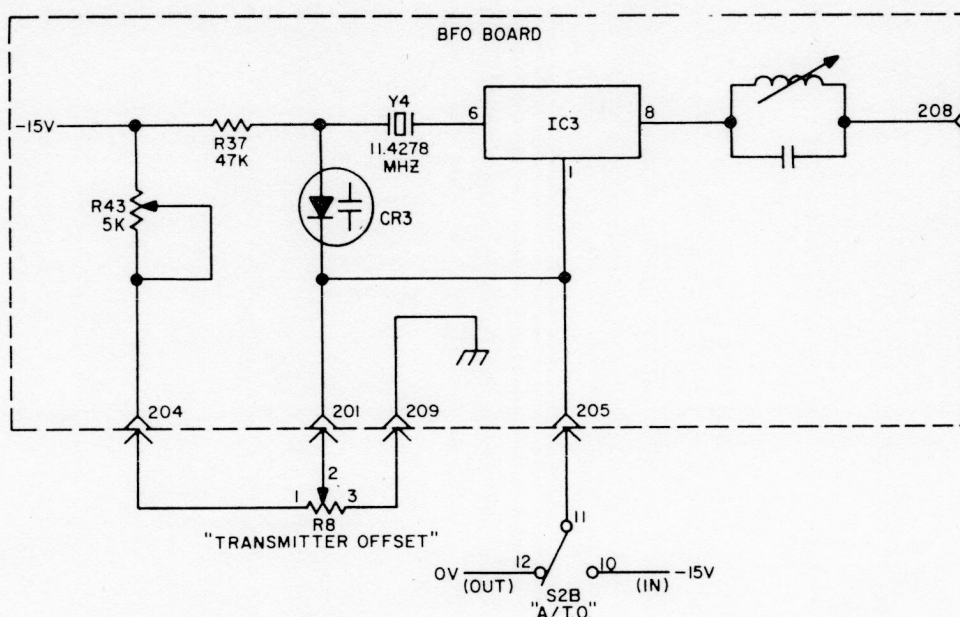 BFO BOARD
-15V
R37
47K
Y4
11.4278
MHZ
6
IC3
8
1
208
R43
5K
CR3
204
201
209
205
1
2
3
R8
"TRANSMITTER OFFSET"
11
0V
(OUT)
12
10
(IN)
-15V
S2B
"A/T.O"